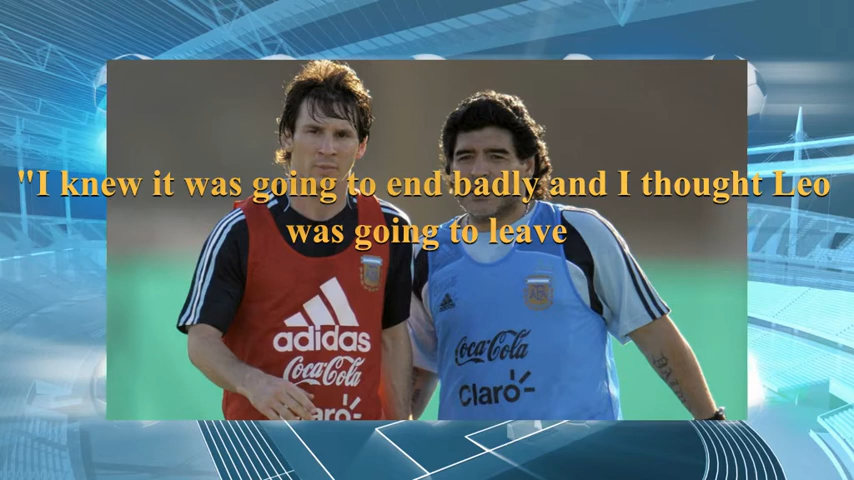 "I knew it was going to end badly and I thought Leo
was going to leave
adidas
Coca-Cola
Claro
Coca-Cola
Claro